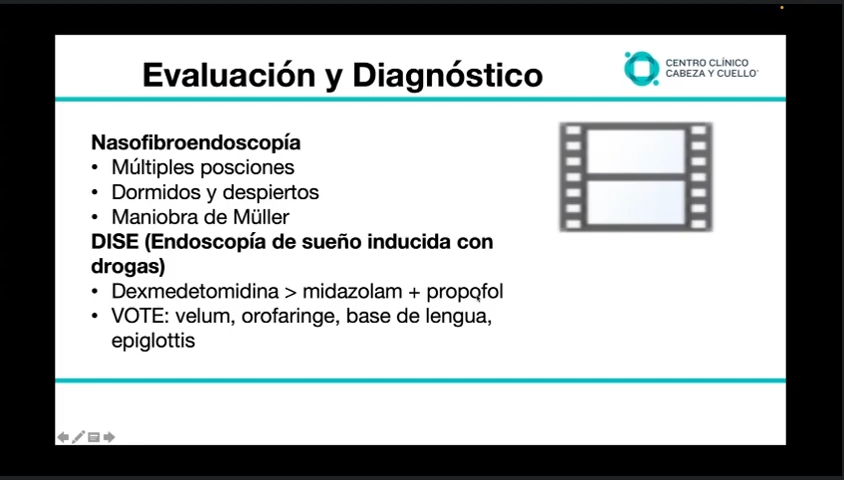 Evaluación y Diagnóstico
CENTRO CLÍNICO
CABEZA Y CUELLO
Nasofibroendoscopía
• Múltiples posciones
• Dormidos y despiertos
• Maniobra de Müller
DISE (Endoscopía de sueño inducida con
drogas)
• Dexmedetomidina > midazolam + propofol
• VOTE: velum, orofaringe, base de lengua,
epiglottis